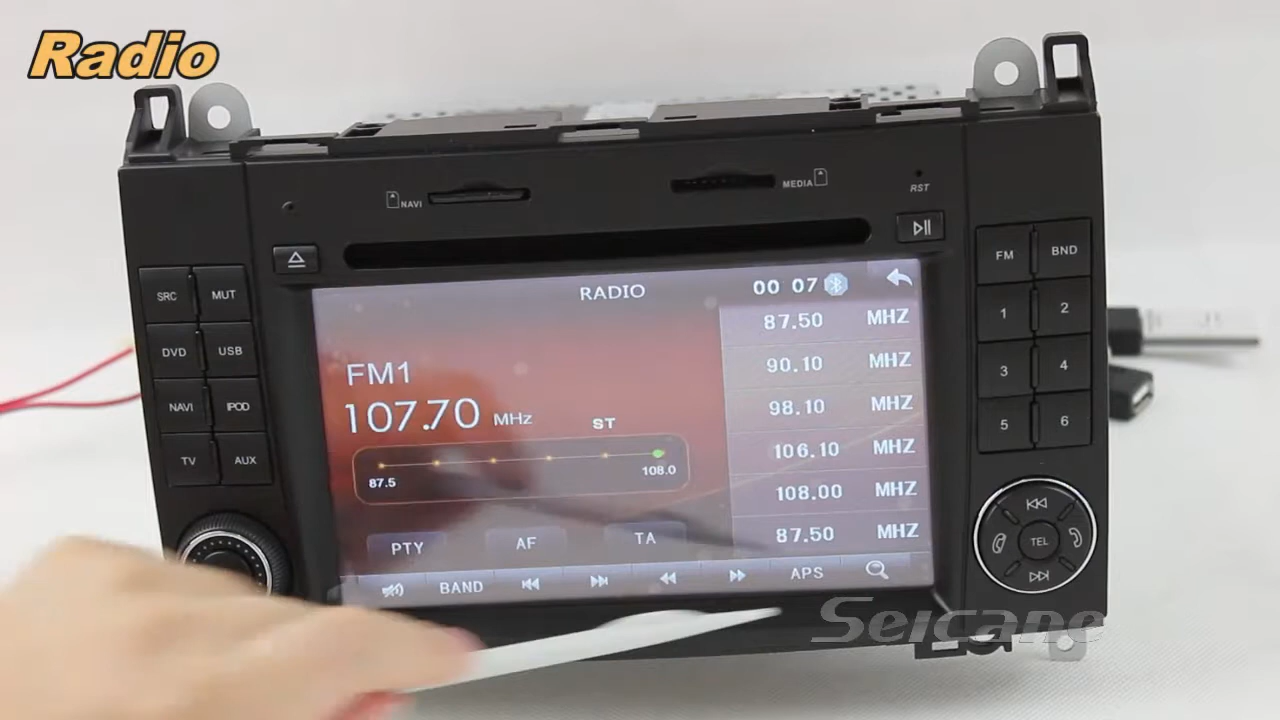 Radio
NAVI
MEDIA
RST
FM
BND
SRC
MUT
RADIO
00 07
87.50 MHZ
1
2
DVD
USB
FM1
90.10 MHZ
3
4
NAVI
IPOD
107.70 MHz
ST
98.10 MHZ
5
6
TV
AUX
87.5
108.0
106.10 MHZ
108.00 MHZ
PTY
AF
TA
87.50 MHZ
TEL
BAND
APS
Seicane